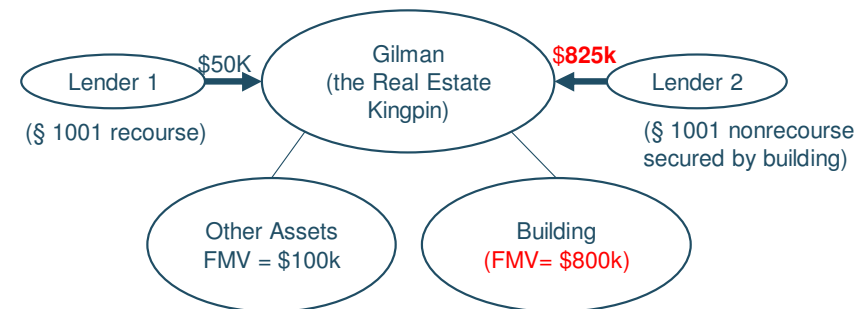 $50K
Lender 1
(§ 1001 recourse)
Gilman
(the Real Estate
Kingpin)
$825k
Lender 2
(§ 1001 nonrecourse
secured by building)
Other Assets
FMV = $100k
Building
(FMV= $800k)